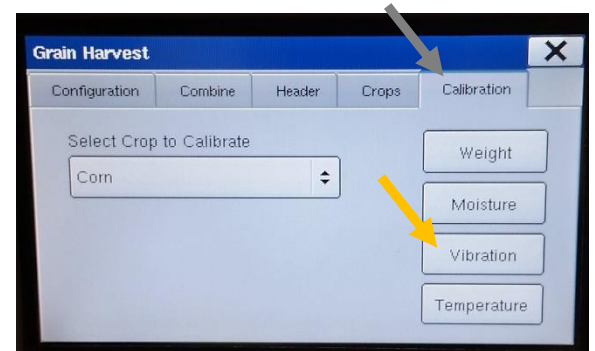 Grain Harvest
X
Configuration Combine Header Crops Calibration
Select Crop to Calibrate
Corn
Weight
Moisture
Vibration
Temperature